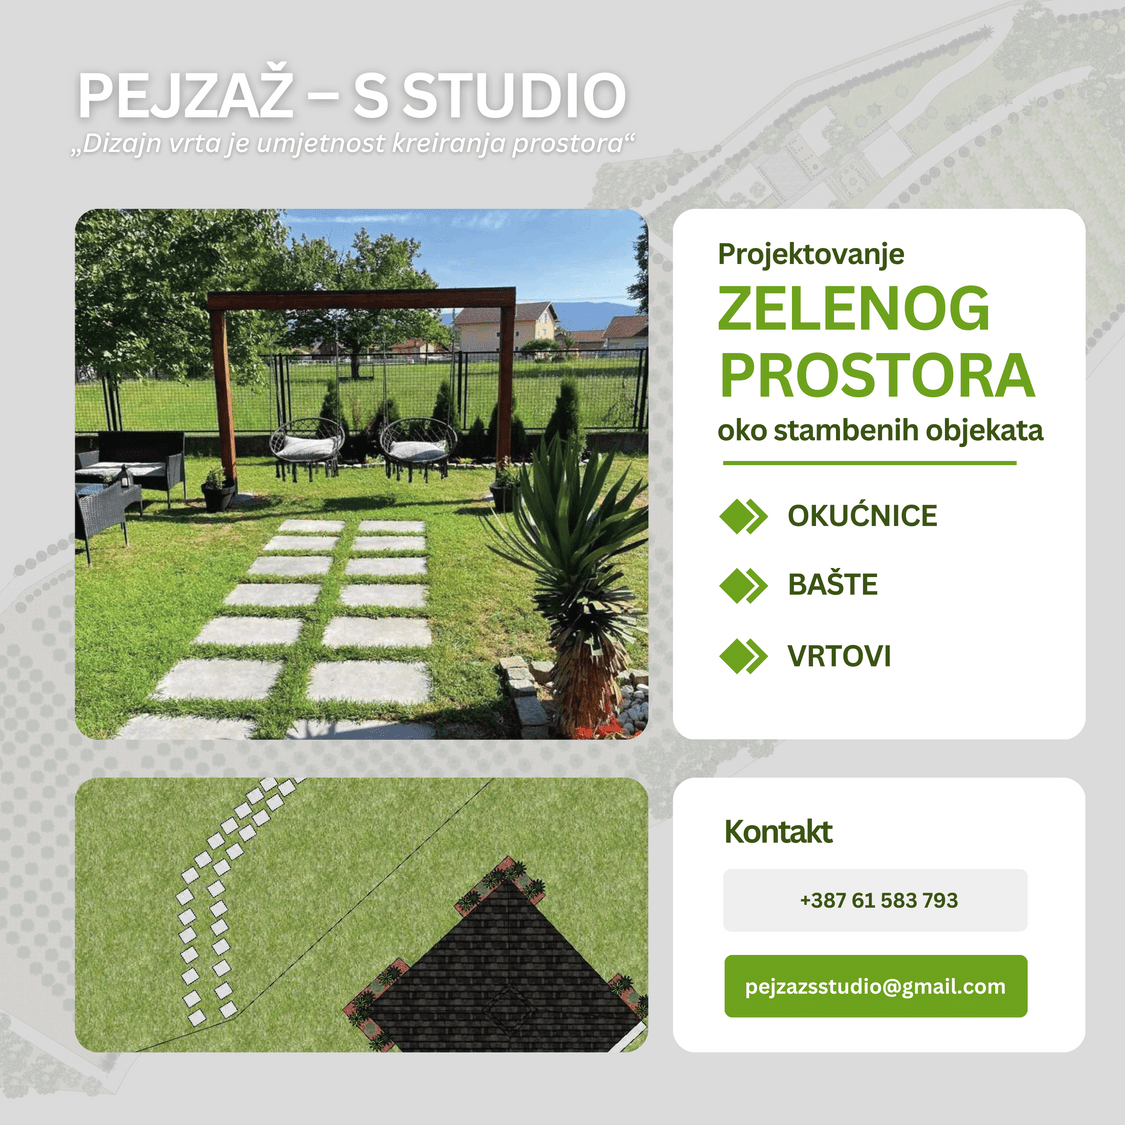 PEJZAŽ – S STUDIO
„Dizajn vrta je umjetnost kreiranja prostora“
Projektovanje
ZELENOG
PROSTORA
oko stambenih objekata
OKUĆNICE
BAŠTE
VRTOVI
Kontakt
+387 61 583 793
pejzazsstudio@gmail.com